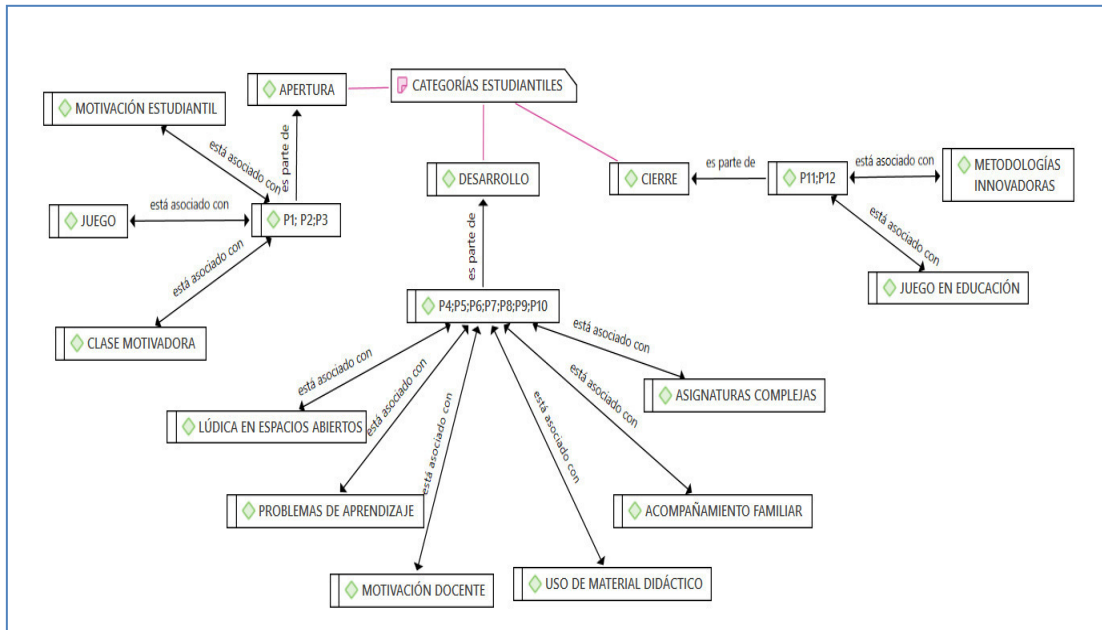 CATEGORÍAS ESTUDIANTILES
APERTURA
MOTIVACIÓN ESTUDIANTIL
está asociado con
es parte de
JUEGO
está asociado con
P1; P2;P3
está asociado con
CLASE MOTIVADORA
DESARROLLO
es parte de
P4;P5;P6;P7;P8;P9;P10
está asociado con
LÚDICA EN ESPACIOS ABIERTOS
está asociado con
PROBLEMAS DE APRENDIZAJE
está asociado con
MOTIVACIÓN DOCENTE
está asociado con
USO DE MATERIAL DIDÁCTICO
está asociado con
ACOMPAÑAMIENTO FAMILIAR
está asociado con
ASIGNATURAS COMPLEJAS
CIERRE
es parte de
P11;P12
está asociado con
METODOLOGÍAS
INNOVADORAS
está asociado con
JUEGO EN EDUCACIÓN